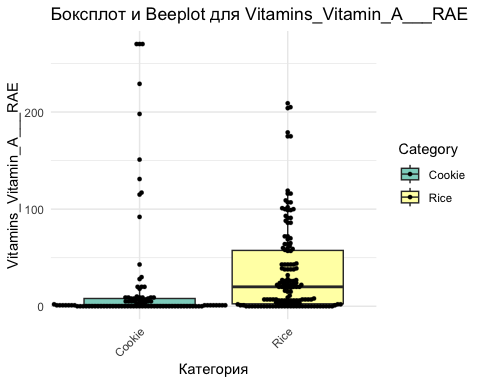 Боксплот и Beeplot для Vitamins_Vitamin_A___RAE
Vitamins_Vitamin_A___RAE
200
100
0
Cookie
Rice
Категория
Category
Cookie
Rice